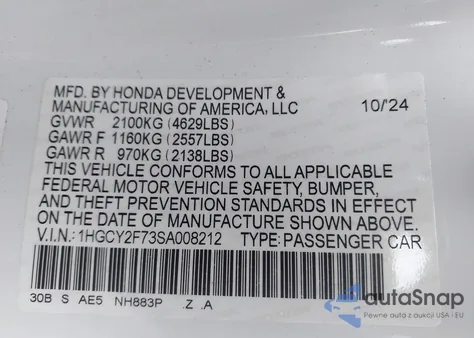 MFD. BY HONDA DEVELOPMENT &
MANUFACTURING OF AMERICA, LLC 10/'24
GVWR 2100KG (4629LBS)
GAWR F 1160KG (2557LBS)
GAWR R 970KG (2138LBS)
THIS VEHICLE CONFORMS TO ALL APPLICABLE
FEDERAL MOTOR VEHICLE SAFETY, BUMPER,
AND THEFT PREVENTION STANDARDS IN EFFECT
ON THE DATE OF MANUFACTURE SHOWN ABOVE.
V.I.N.: 1HGCY2F73SA008212 TYPE: PASSENGER CAR
30B S AE5 NH883P .Z .A
autaSnap
Pewne auta z aukcji USA - EU